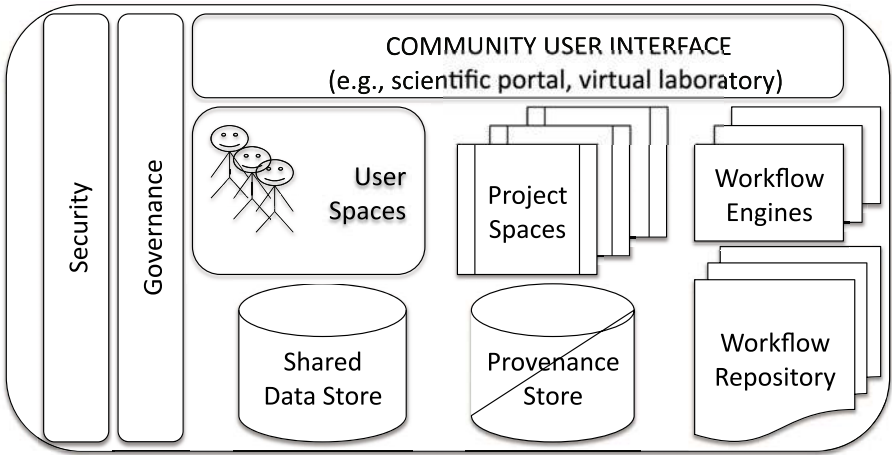 COMMUNITY USER INTERFACE
(e.g., scientific portal, virtual laboratory)
Security
Governance
User
Spaces
Project
Spaces
Workflow
Engines
Shared
Data Store
Provenance
Store
Workflow
Repository